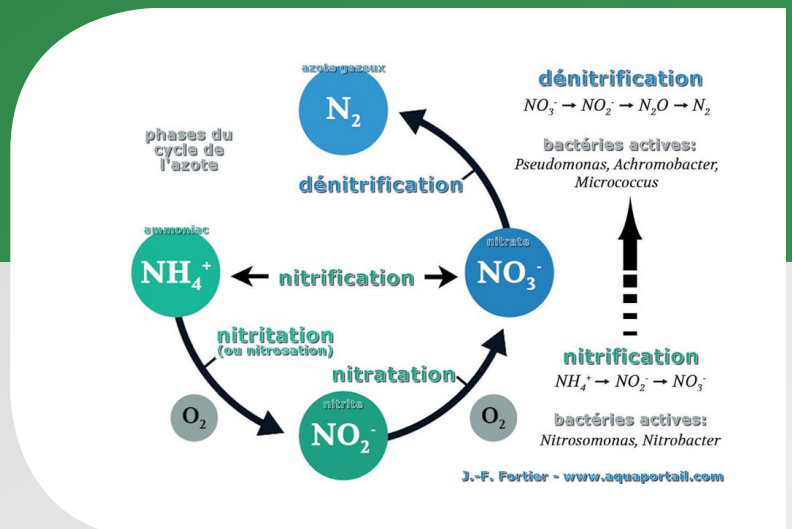 azote gazeux
N₂
phases du
cycle de
l'azote
dénitrification
ammoniac
NH₄⁺
nitrification
nitrate
NO₃⁻
nitritation
(ou nitrosation)
nitratation
O₂
nitrite
NO₂⁻
O₂
dénitrification
NO₃⁻ → NO₂⁻ → N₂O → N₂
bactéries actives:
Pseudomonas, Achromobacter,
Micrococcus
nitrification
NH₄⁺ → NO₂⁻ → NO₃⁻
bactéries actives:
Nitrosomonas, Nitrobacter
J.-F. Fortier - www.aquaportail.com